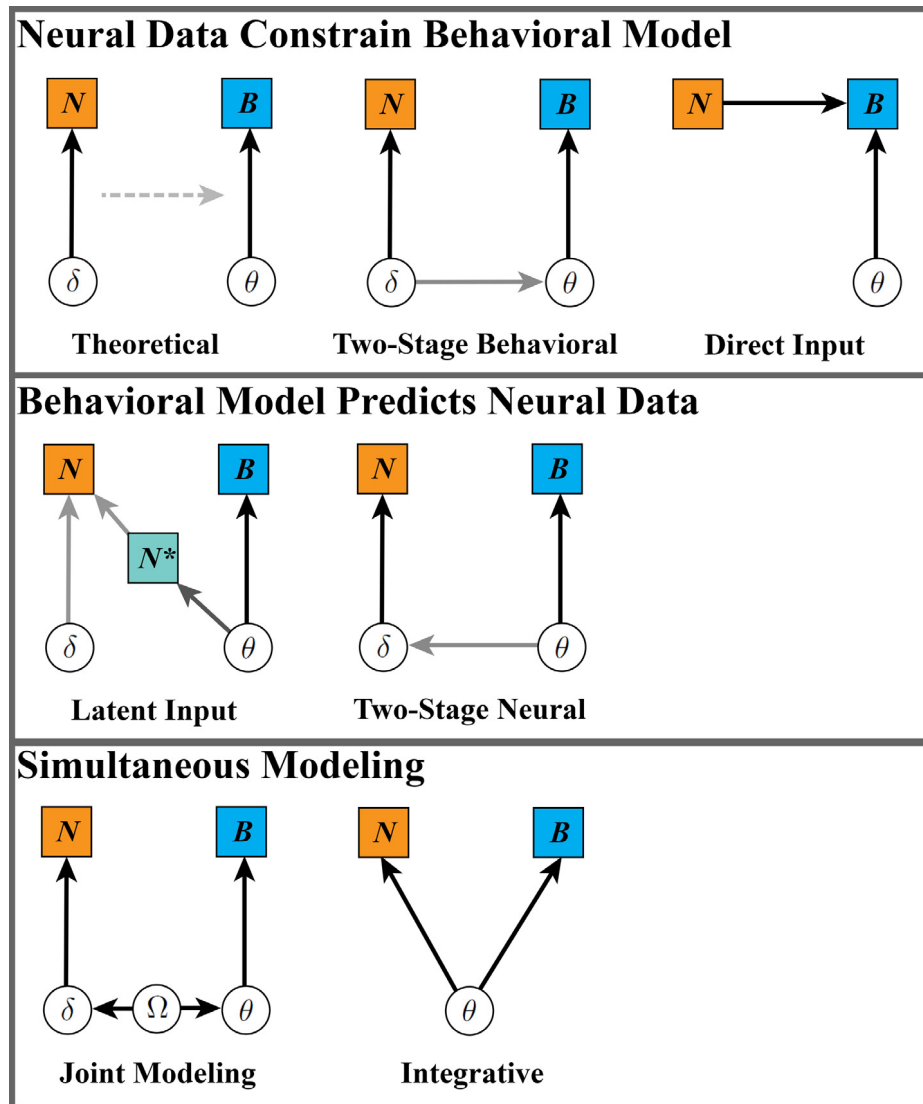 Neural Data Constrain Behavioral Model
N B N B N B
δ θ δ θ θ
Theoretical Two-Stage Behavioral Direct Input
Behavioral Model Predicts Neural Data
N B N B
N*
δ θ δ θ
Latent Input Two-Stage Neural
Simultaneous Modeling
N B N B
δ Ω θ θ
Joint Modeling Integrative